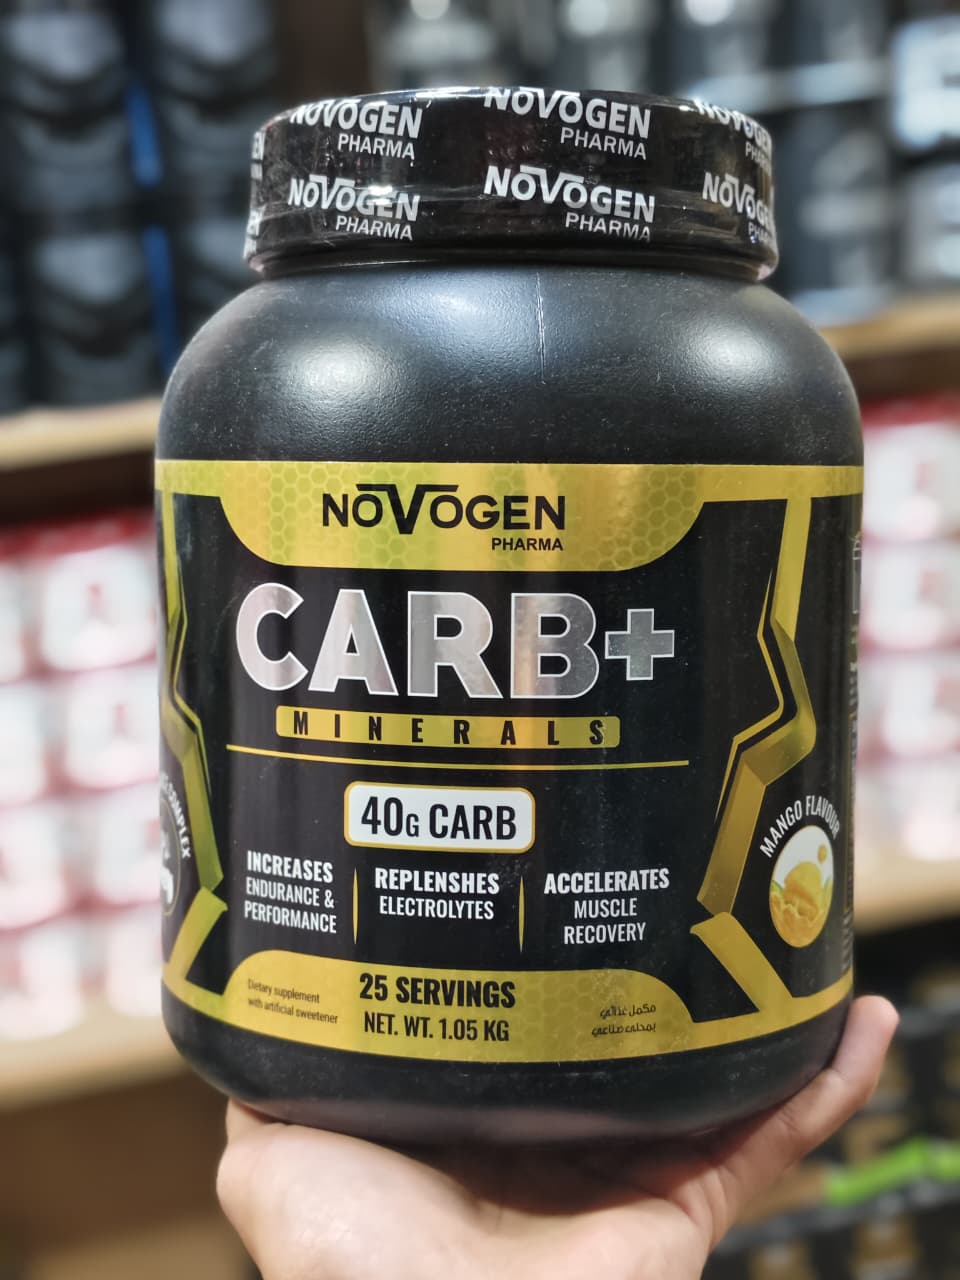 NOVOGEN
PHARMA
NOVOGEN
PHARMA
NOVOGEN
PHARMA
NOVOGEN
PHARMA
NOVOGEN
PHARMA
CARB+
MINERALS
40G CARB
INCREASES
ENDURANCE &
PERFORMANCE
REPLENSHES
ELECTROLYTES
ACCELERATES
MUSCLE
RECOVERY
MANGO FLAVOUR
COMPLEX
25 SERVINGS
NET. WT. 1.05 KG
Dietary supplement
with artificial sweetener
مكمل غذائي
بمحلى صناعي